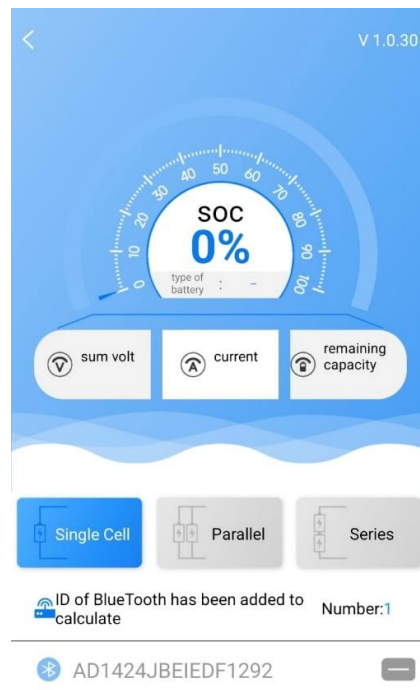 V 1.0.30
0 10 20 30 40 50 60 70 80 90 100
SOC
0%
type of battery : -
sum volt
current
remaining capacity
Single Cell
Parallel
Series
ID of BlueTooth has been added to
calculate
Number:1
AD1424JBEIEDF1292